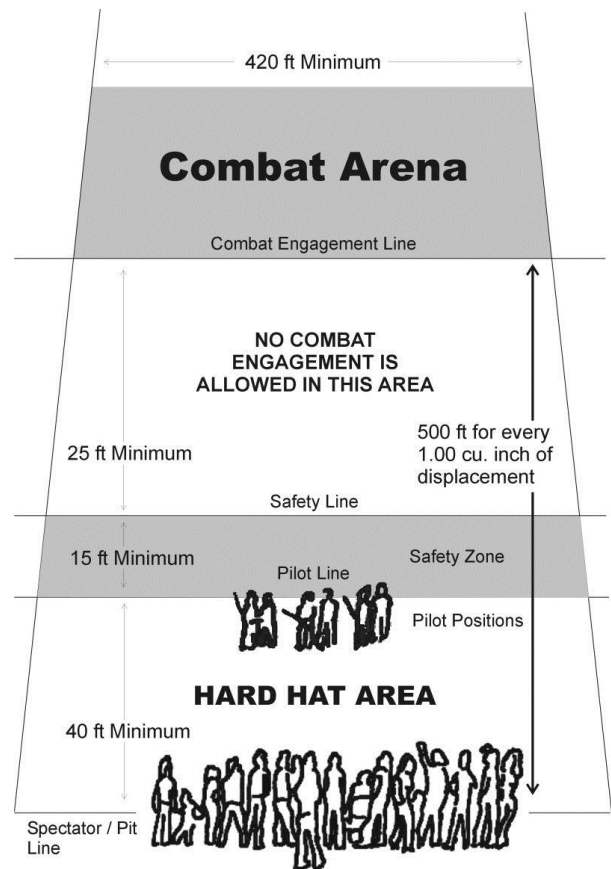 420 ft Minimum
Combat Arena
Combat Engagement Line
NO COMBAT
ENGAGEMENT IS
ALLOWED IN THIS AREA
500 ft for every
1.00 cu. inch of
displacement
25 ft Minimum
Safety Line
15 ft Minimum
Safety Zone
Pilot Line
Pilot Positions
HARD HAT AREA
40 ft Minimum
Spectator / Pit
Line